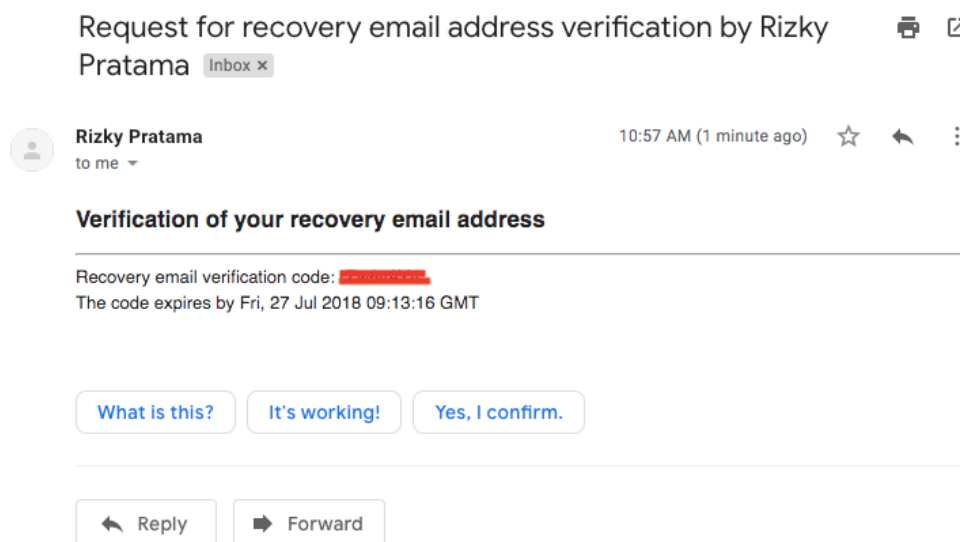 Request for recovery email address verification by Rizky
Pratama Inbox ×
Rizky Pratama 10:57 AM (1 minute ago)
to me
Verification of your recovery email address
Recovery email verification code:
The code expires by Fri, 27 Jul 2018 09:13:16 GMT
What is this? It's working! Yes, I confirm.
Reply Forward